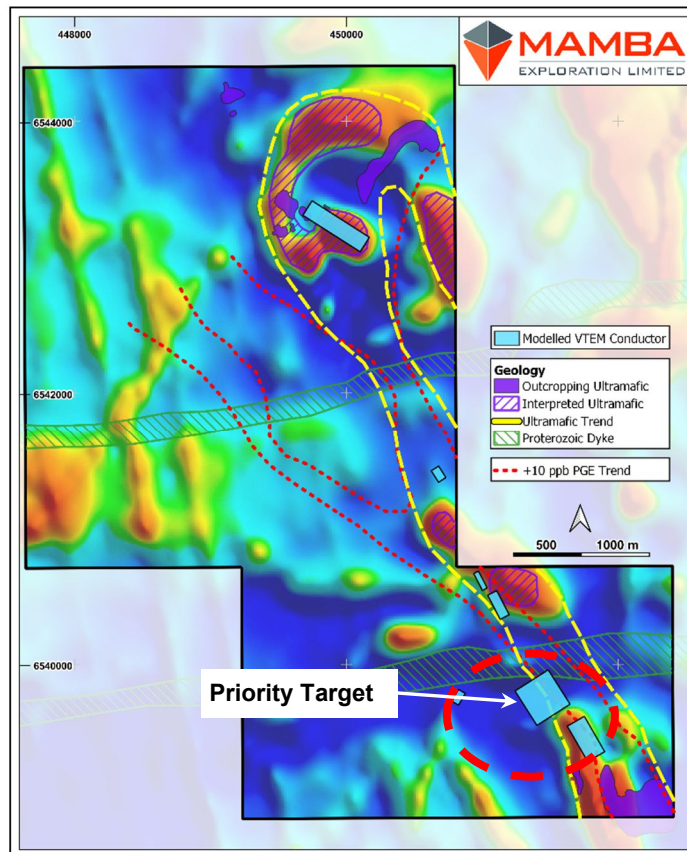 448000
450000
MAMBA
EXPLORATION LIMITED
6544000
Modelled VTEM Conductor
Geology
Outcropping Ultramafic
Interpreted Ultramafic
Ultramafic Trend
Proterozoic Dyke
+10 ppb PGE Trend
6542000
500 1000 m
6540000
Priority Target